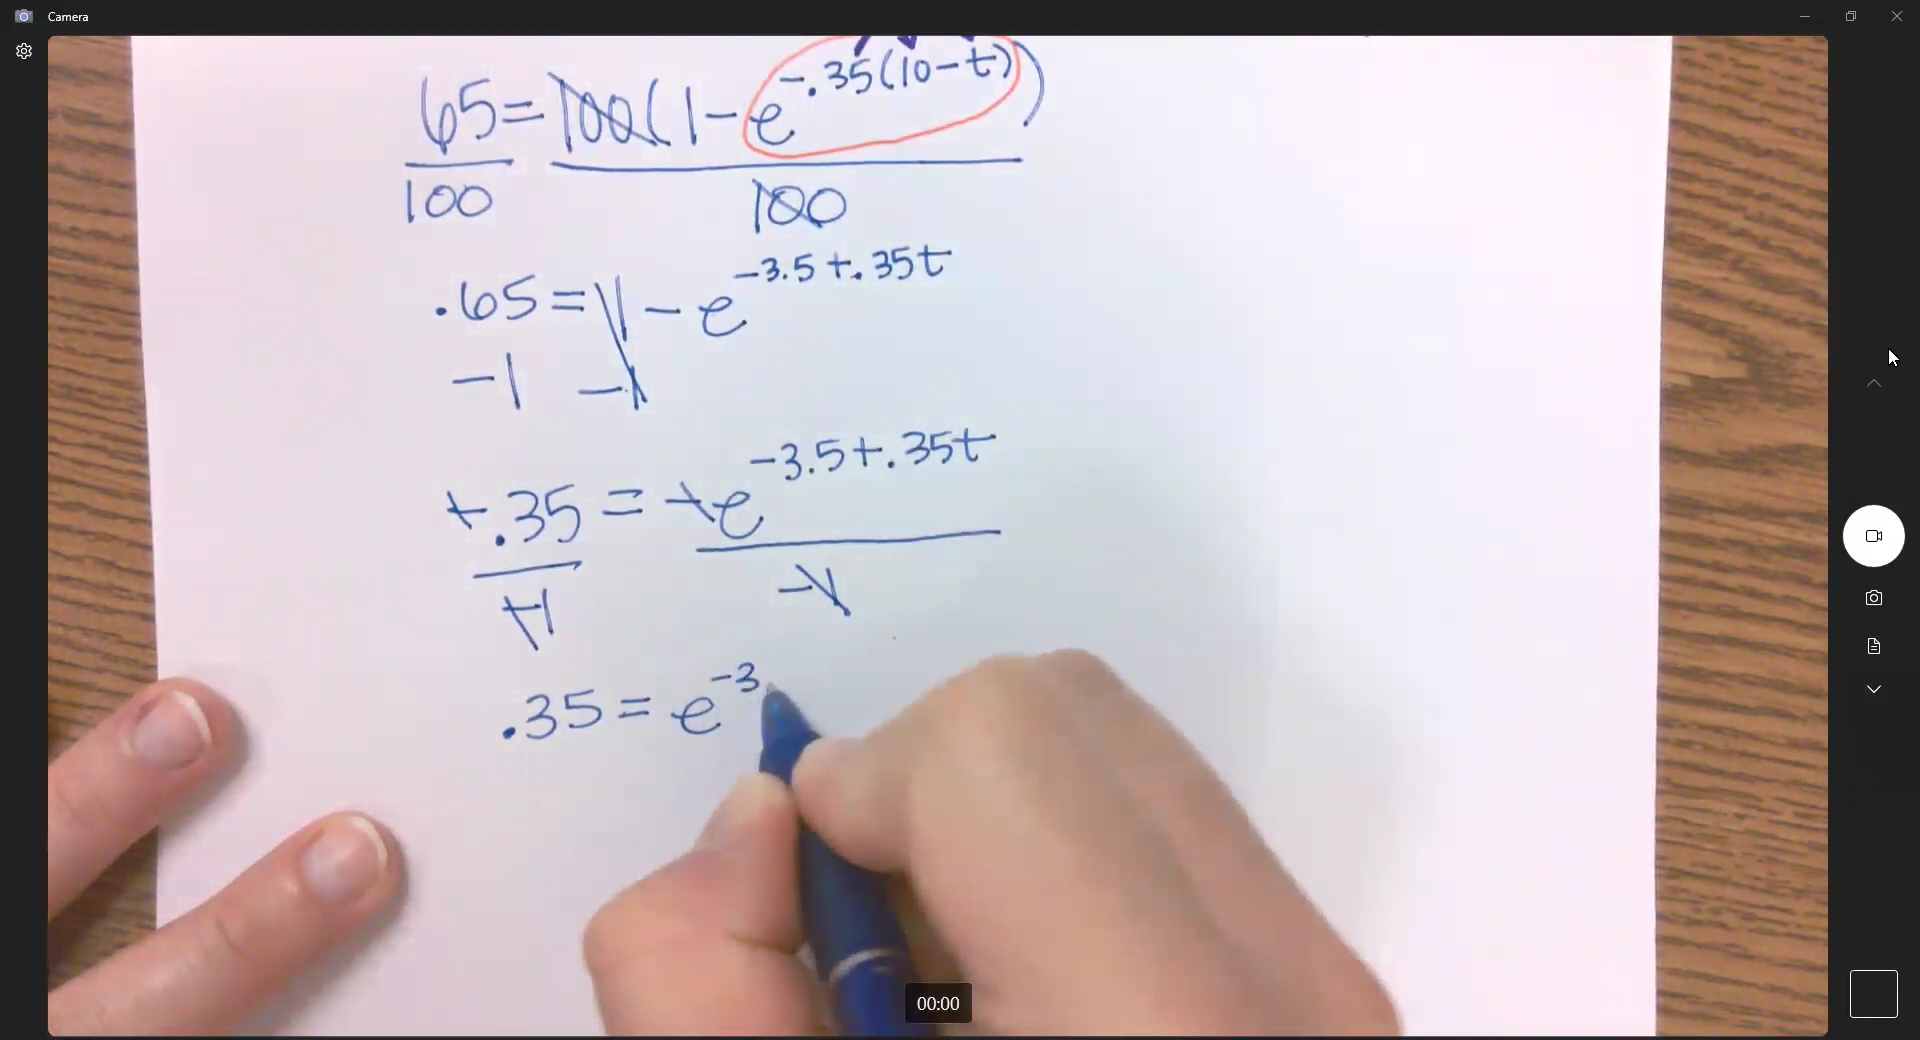 Camera
65=100(1-e^-.35(10-t))
100 100
.65=1-e^-3.5+.35t
-1 -1
-.35=-e^-3.5+.35t
-1 -1
.35=e^-3
00:00